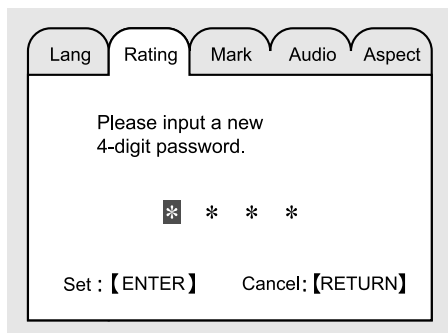 Lang Rating Mark Audio Aspect
Please input a new
4-digit password.
* * * *
Set :【ENTER】 Cancel:【RETURN】